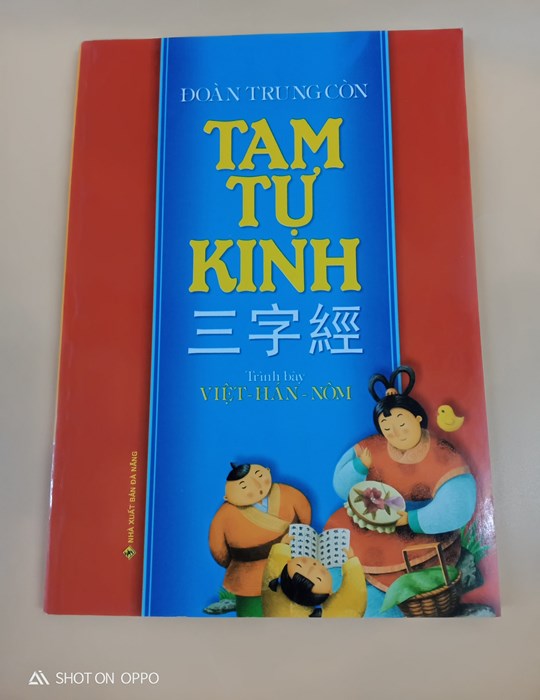 ĐOÀN TRUNG CÒN
TAM
TỰ
KINH
三字經
Trình bày
VIỆT-HÁN-NÔM
NHÀ XUẤT BẢN ĐÀ NẴNG
SHOT ON OPPO